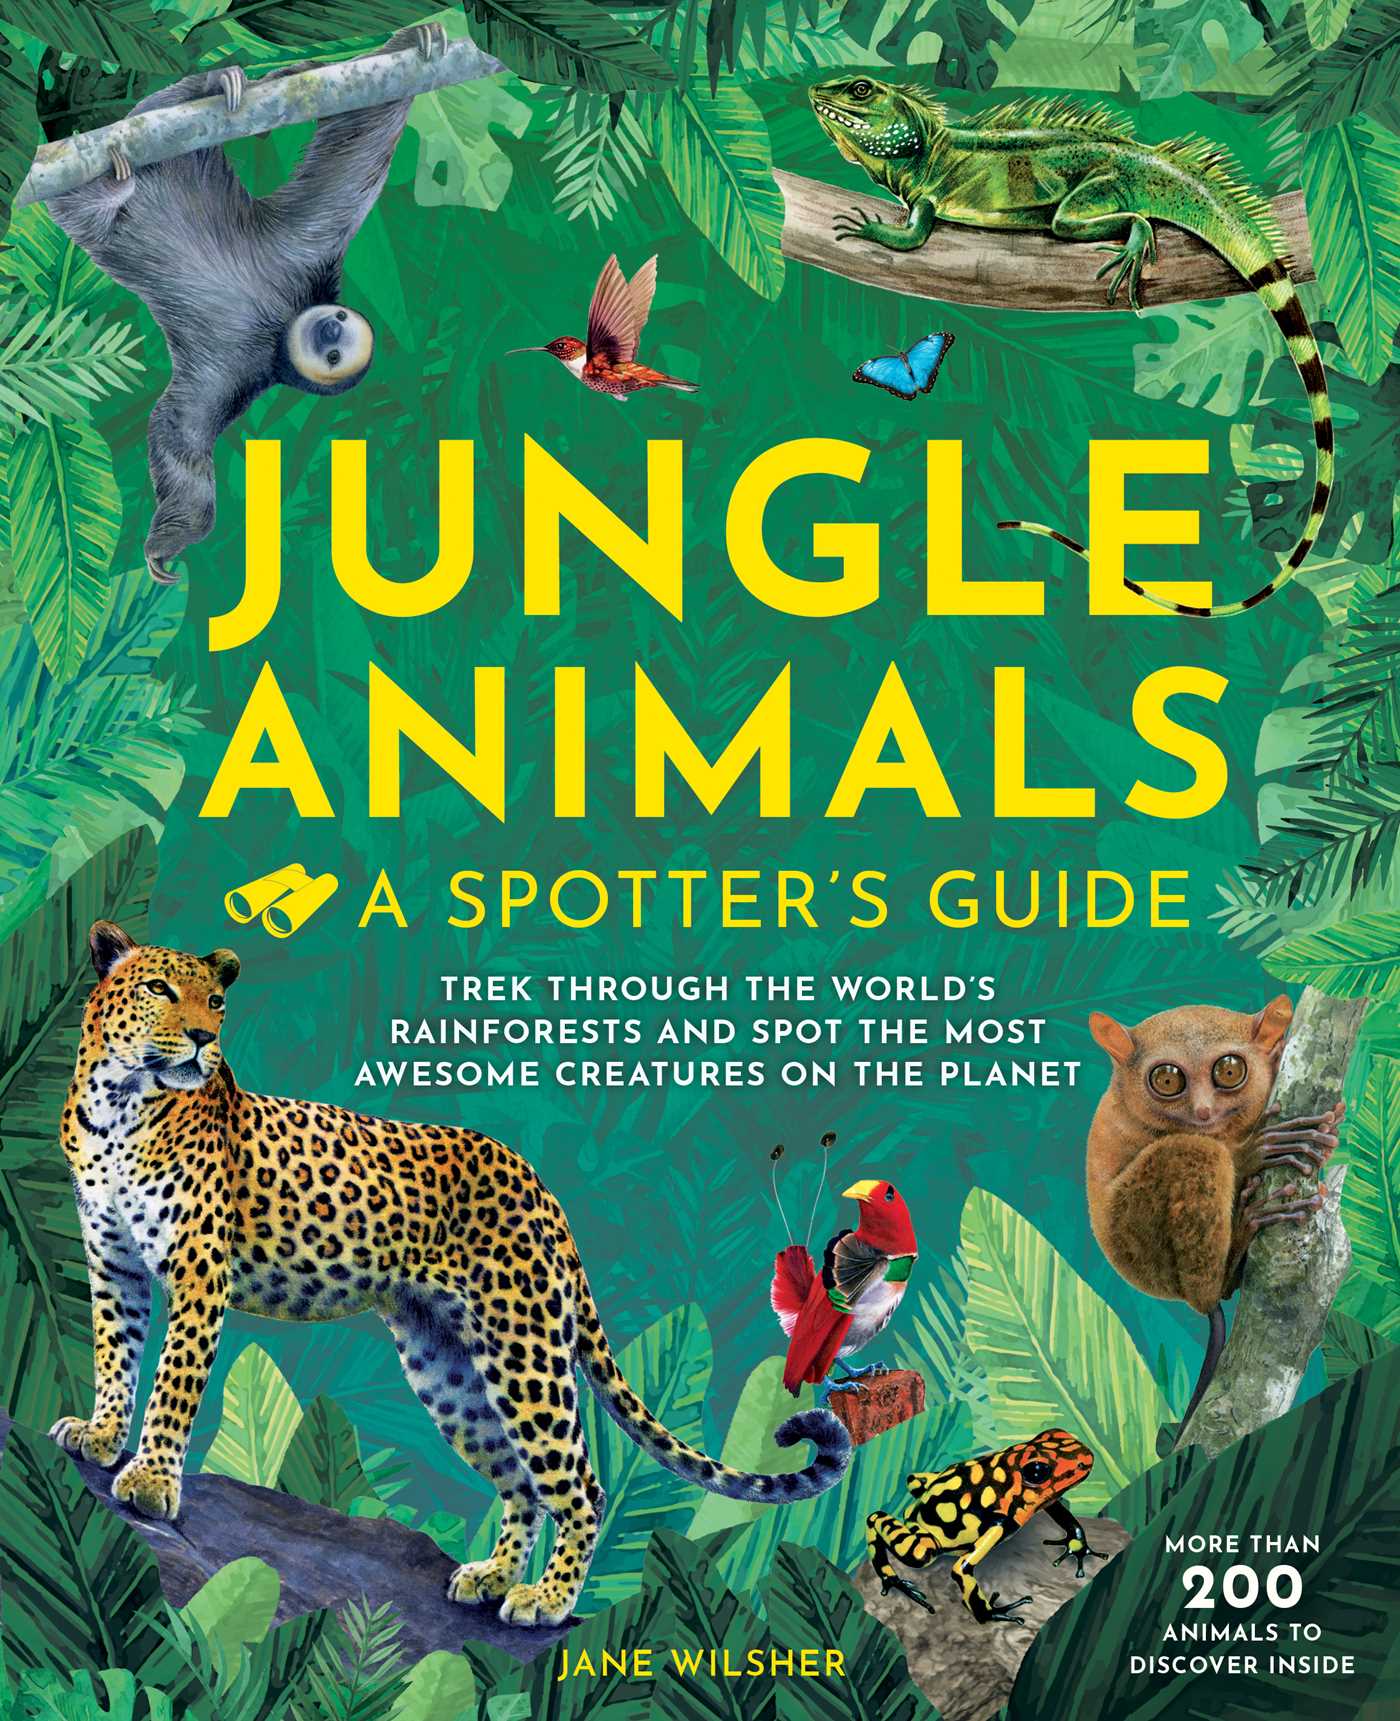 JUNGLE
ANIMALS
A SPOTTER'S GUIDE
TREK THROUGH THE WORLD'S
RAINFORESTS AND SPOT THE MOST
AWESOME CREATURES ON THE PLANET
MORE THAN
200
ANIMALS TO
DISCOVER INSIDE
JANE WILSHER